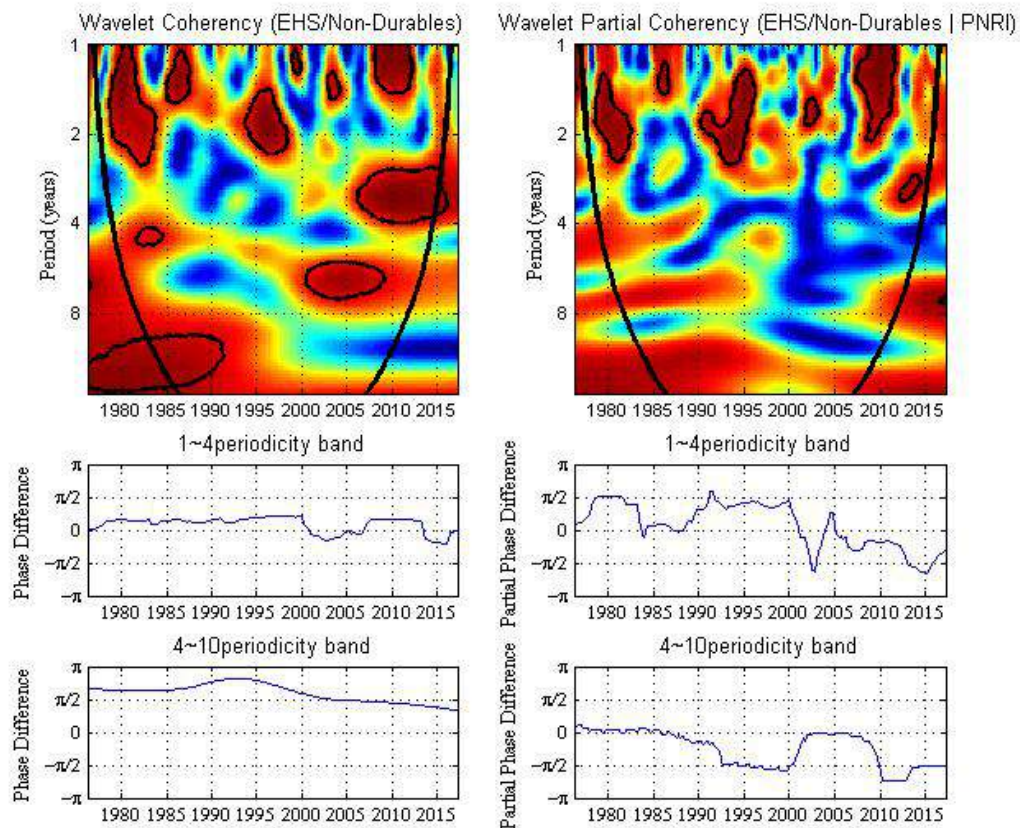 Wavelet Coherency (EHS/Non-Durables)
Wavelet Partial Coherency (EHS/Non-Durables | PNRI)
Period (years)
1
2
4
8
1980 1985 1990 1995 2000 2005 2010 2015
Period (years)
1
2
4
8
1980 1985 1990 1995 2000 2005 2010 2015
1~4periodicity band
Phase Difference
π
π/2
0
−π/2
−π
1980 1985 1990 1995 2000 2005 2010 2015
1~4periodicity band
Partial Phase Difference
π
π/2
0
−π/2
−π
1980 1985 1990 1995 2000 2005 2010 2015
4~10periodicity band
Phase Difference
π
π/2
0
−π/2
−π
1980 1985 1990 1995 2000 2005 2010 2015
4~10periodicity band
Partial Phase Difference
π
π/2
0
−π/2
−π
1980 1985 1990 1995 2000 2005 2010 2015